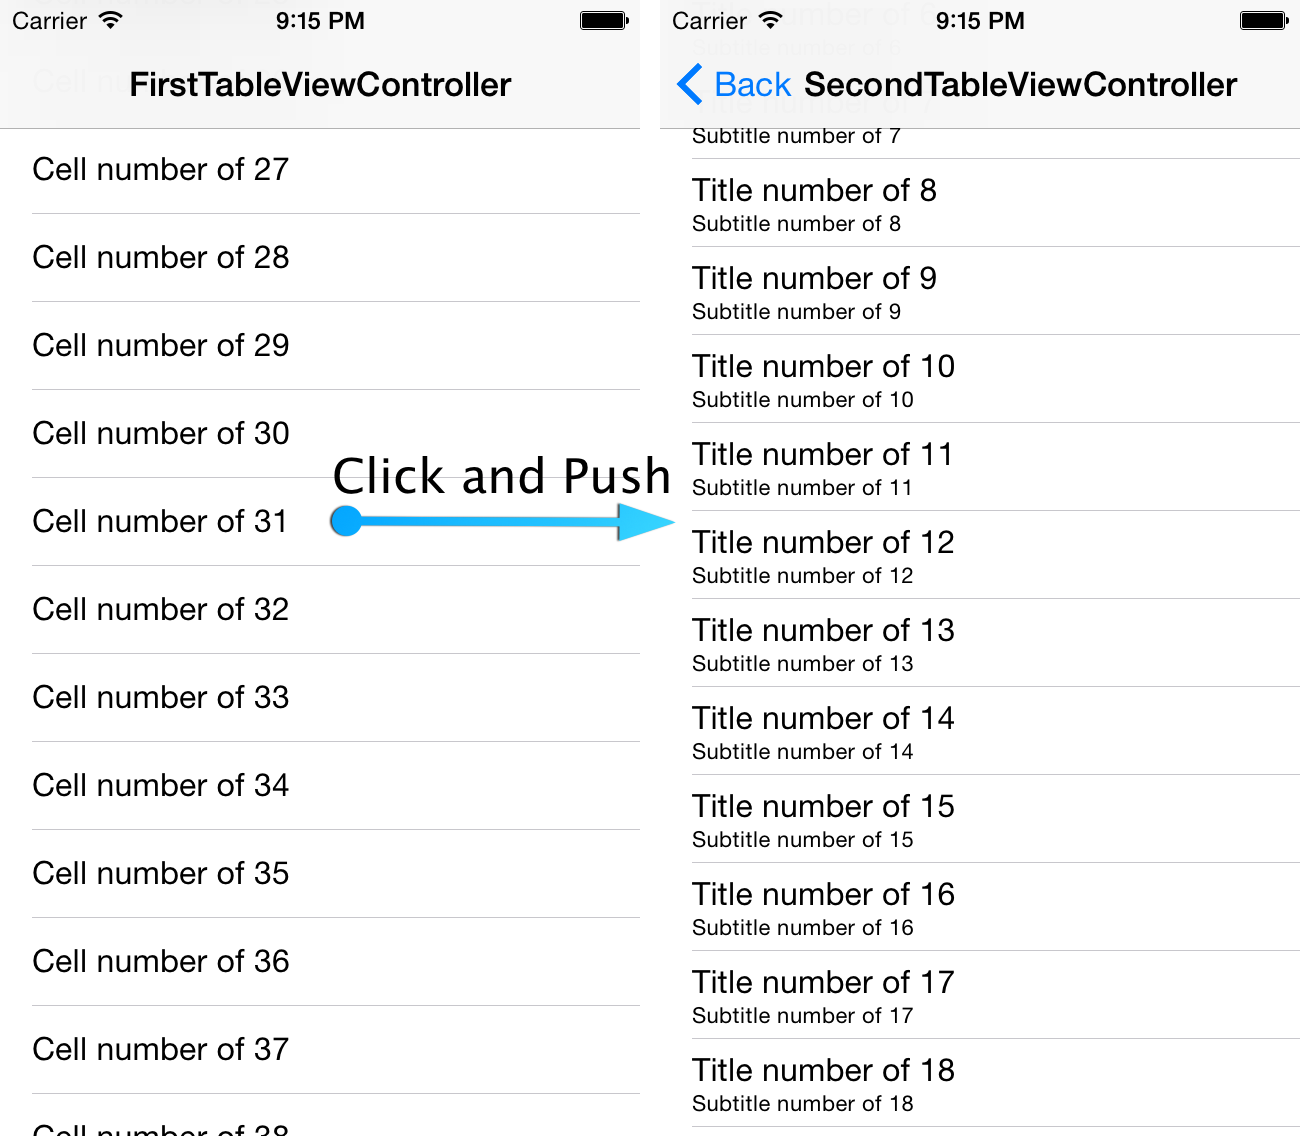 Carrier 9:15 PM
FirstTableViewController
Cell number of 27
Cell number of 28
Cell number of 29
Cell number of 30
Cell number of 31
Cell number of 32
Cell number of 33
Cell number of 34
Cell number of 35
Cell number of 36
Cell number of 37
Cell number of 38
Click and Push
Carrier 9:15 PM
Back SecondTableViewController
Subtitle number of 7
Title number of 8
Subtitle number of 8
Title number of 9
Subtitle number of 9
Title number of 10
Subtitle number of 10
Title number of 11
Subtitle number of 11
Title number of 12
Subtitle number of 12
Title number of 13
Subtitle number of 13
Title number of 14
Subtitle number of 14
Title number of 15
Subtitle number of 15
Title number of 16
Subtitle number of 16
Title number of 17
Subtitle number of 17
Title number of 18
Subtitle number of 18